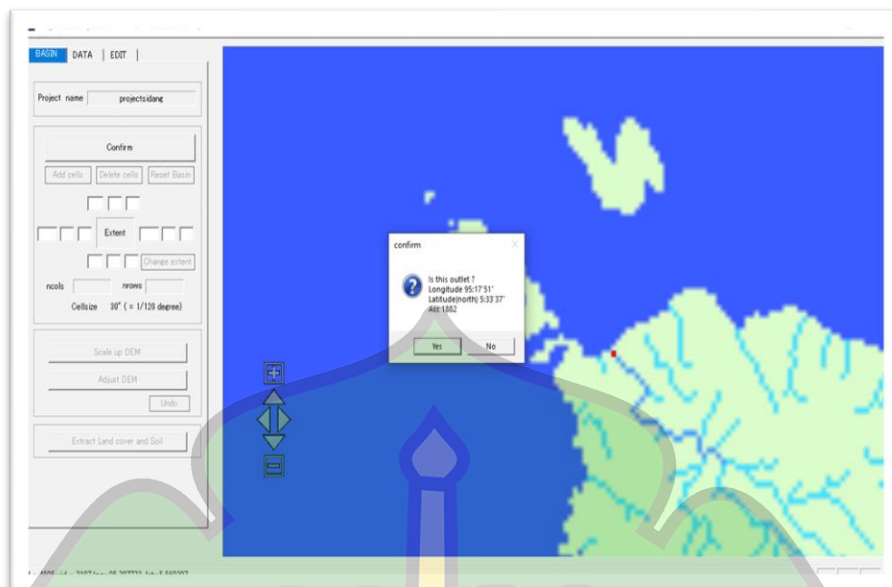 BASIN DATA EDIT
Project name projectsidang
Confirm
Add cells Delete cells Reset Basin
Extent
Change extent
ncols nrows
Cellsize 30" ( = 1/120 degree)
Scale up DEM
Adjust DEM
Undo
Extract Land cover and Soil
confirm
Is this outlet ?
Longitude 95:17'51'
Latitude(north) 5:33'37'
Acc:1882
Yes No